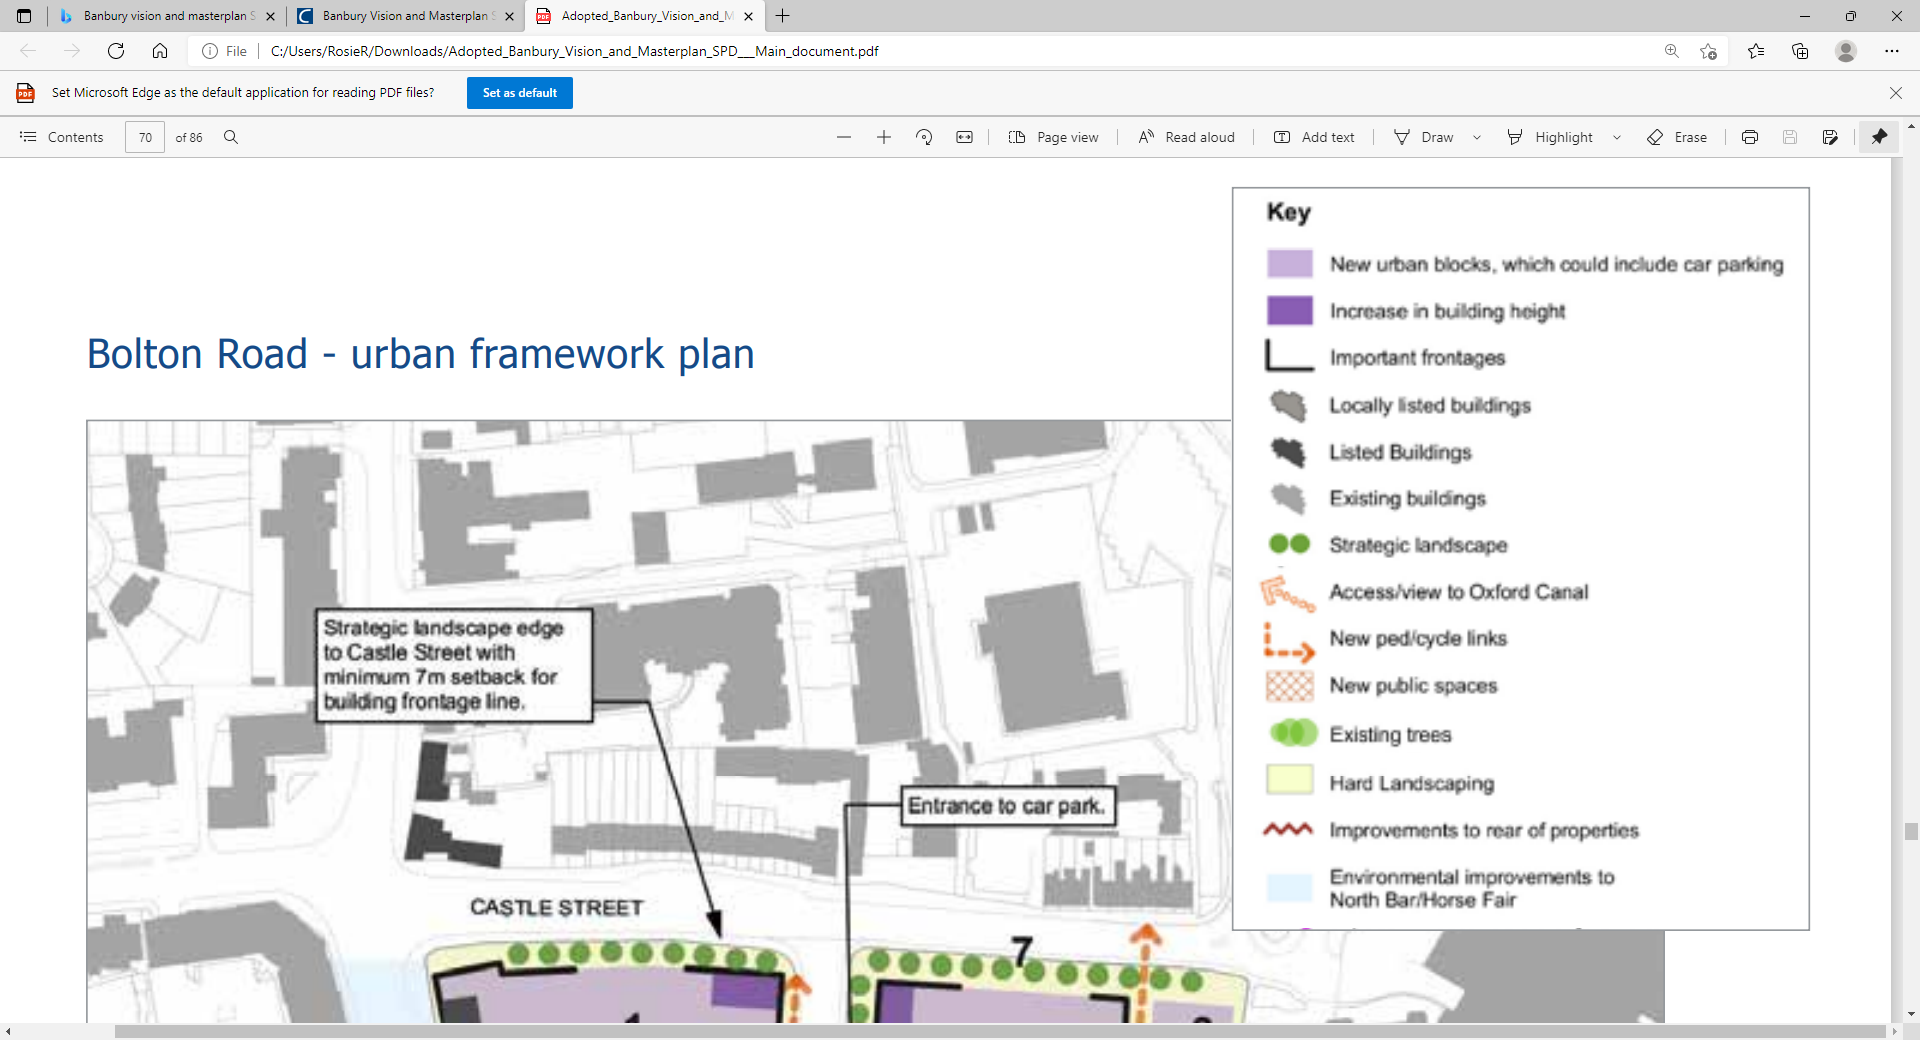 Banbury vision and masterplan S
Banbury Vision and Masterplan S
Adopted_Banbury_Vision_and_M
File
C:/Users/RosieR/Downloads/Adopted_Banbury_Vision_and_Masterplan_SPD___Main_document.pdf
Set Microsoft Edge as the default application for reading PDF files?
Set as default
Contents
70
of 86
Page view
Read aloud
Add text
Draw
Highlight
Erase
Bolton Road - urban framework plan
Key
New urban blocks, which could include car parking
Increase in building height
Important frontages
Locally listed buildings
Listed Buildings
Existing buildings
Strategic landscape
Access/view to Oxford Canal
New ped/cycle links
New public spaces
Existing trees
Hard Landscaping
Improvements to rear of properties
Environmental improvements to
North Bar/Horse Fair
Strategic landscape edge
to Castle Street with
minimum 7m setback for
building frontage line.
Entrance to car park.
CASTLE STREET
7